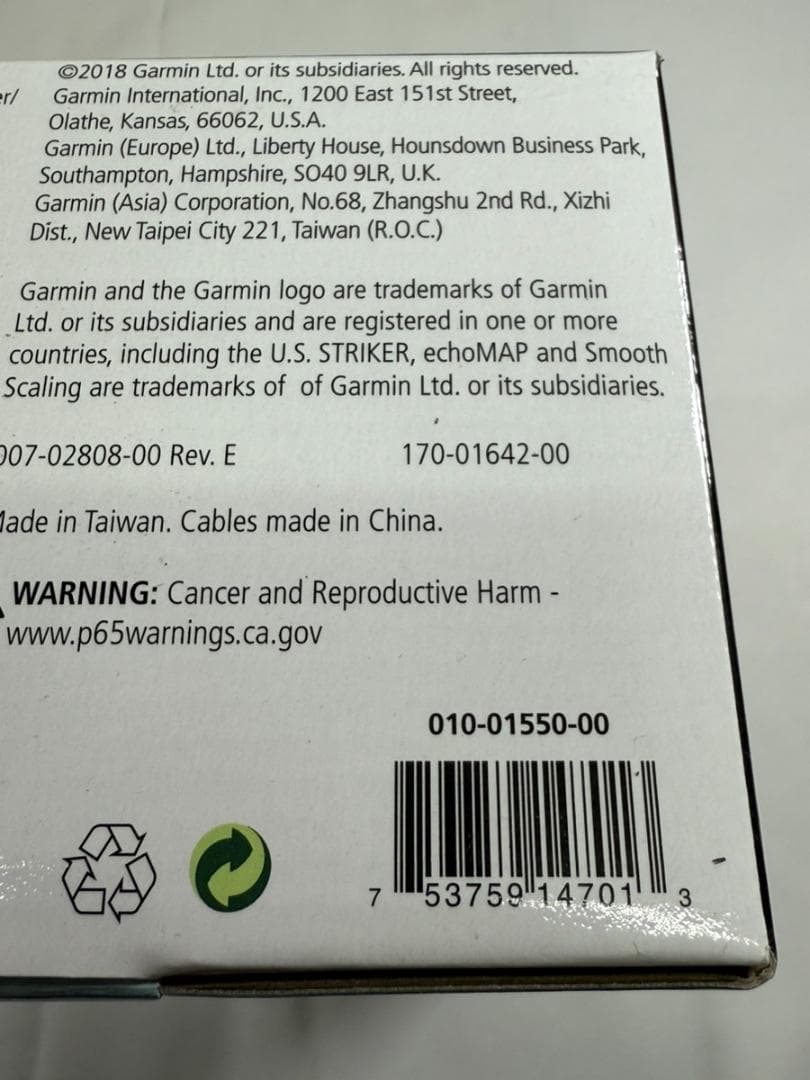 ©2018 Garmin Ltd. or its subsidiaries. All rights reserved.
er/ Garmin International, Inc., 1200 East 151st Street,
Olathe, Kansas, 66062, U.S.A.
Garmin (Europe) Ltd., Liberty House, Hounsdown Business Park,
Southampton, Hampshire, SO40 9LR, U.K.
Garmin (Asia) Corporation, No.68, Zhangshu 2nd Rd., Xizhi
Dist., New Taipei City 221, Taiwan (R.O.C.)
Garmin and the Garmin logo are trademarks of Garmin
Ltd. or its subsidiaries and are registered in one or more
countries, including the U.S. STRIKER, echoMAP and Smooth
Scaling are trademarks of of Garmin Ltd. or its subsidiaries.
007-02808-00 Rev. E 170-01642-00
Made in Taiwan. Cables made in China.
WARNING: Cancer and Reproductive Harm -
www.p65warnings.ca.gov
010-01550-00
7 53759 14701 3